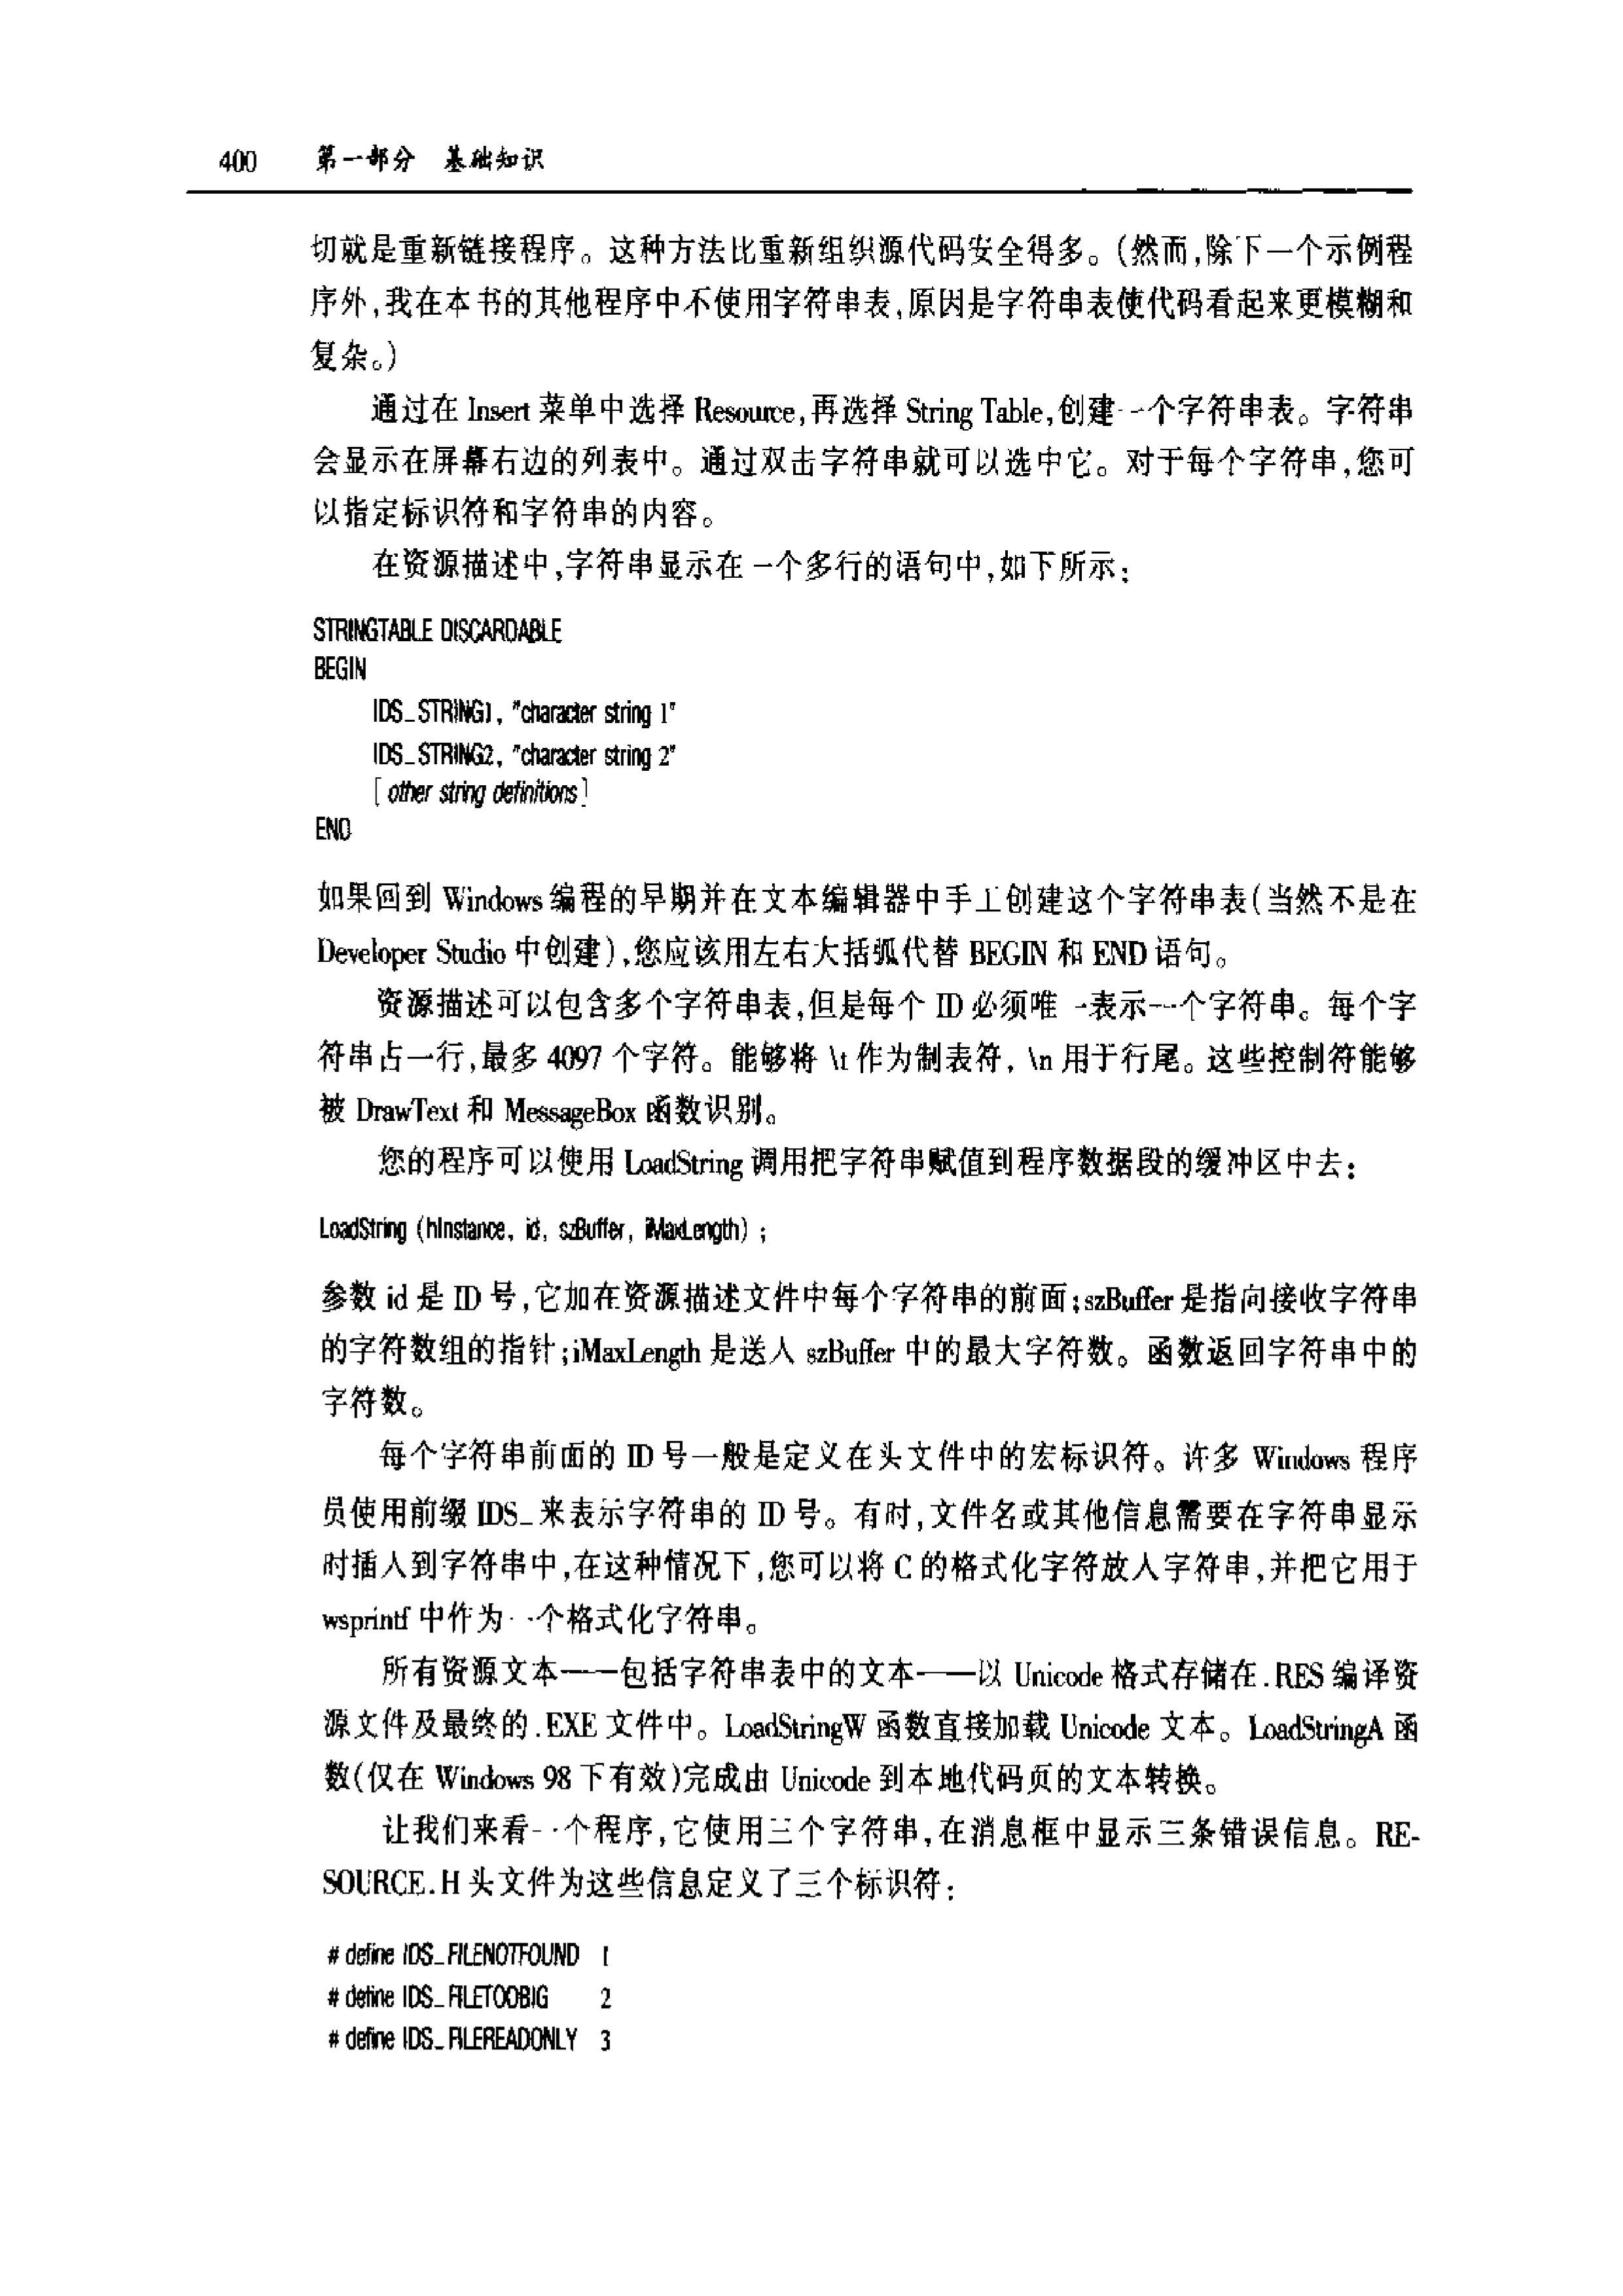 400 第一部分 基础知识
切就是重新链接程序。这种方法比重新组织源代码安全得多。(然而,除下一个示例程
序外,我在本书的其他程序中不使用字符串表,原因是字符串表使代码看起来更模糊和
复杂。)
通过在 Insert 菜单中选择 Resource,再选择 String Table,创建一个字符串表。字符串
会显示在屏幕右边的列表中。通过双击字符串就可以选中它。对于每个字符串,您可
以指定标识符和字符串的内容。
在资源描述中,字符串显示在一个多行的语句中,如下所示:
STRINGTABLE DISCARDABLE
BEGIN
IDS_STRING1, "character string 1"
IDS_STRING2, "character string 2"
[other string definitions]
END
如果回到 Windows 编程的早期并在文本编辑器中手工创建这个字符串表(当然不是在
Developer Studio 中创建),您应该用左右大括弧代替 BEGIN 和 END 语句。
资源描述可以包含多个字符串表,但是每个 ID 必须唯一表示一个字符串。每个字
符串占一行,最多 4097 个字符。能够将 \t 作为制表符, \n 用于行尾。这些控制符能够
被 DrawText 和 MessageBox 函数识别。
您的程序可以使用 LoadString 调用把字符串赋值到程序数据段的缓冲区中去:
LoadString (hInstance, id, szBuffer, iMaxLength) ;
参数 id 是 ID 号,它加在资源描述文件中每个字符串的前面;szBuffer 是指向接收字符串
的字符数组的指针;iMaxLength 是送入 szBuffer 中的最大字符数。函数返回字符串中的
字符数。
每个字符串前面的 ID 号一般是定义在头文件中的宏标识符。许多 Windows 程序
员使用前缀 IDS_ 来表示字符串的 ID 号。有时,文件名或其他信息需要在字符串显示
时插入到字符串中,在这种情况下,您可以将 C 的格式化字符放入字符串,并把它用于
wsprintf 中作为一个格式化字符串。
所有资源文本——包括字符串表中的文本——以 Unicode 格式存储在 .RES 编译资
源文件及最终的 .EXE 文件中。LoadStringW 函数直接加载 Unicode 文本。LoadStringA 函
数(仅在 Windows 98 下有效)完成由 Unicode 到本地代码页的文本转换。
让我们来看一个程序,它使用三个字符串,在消息框中显示三条错误信息。RE-
SOURCE.H 头文件为这些信息定义了三个标识符:
# define IDS_FILENOTFOUND 1
# define IDS_FILETOOBIG 2
# define IDS_FILEREADONLY 3